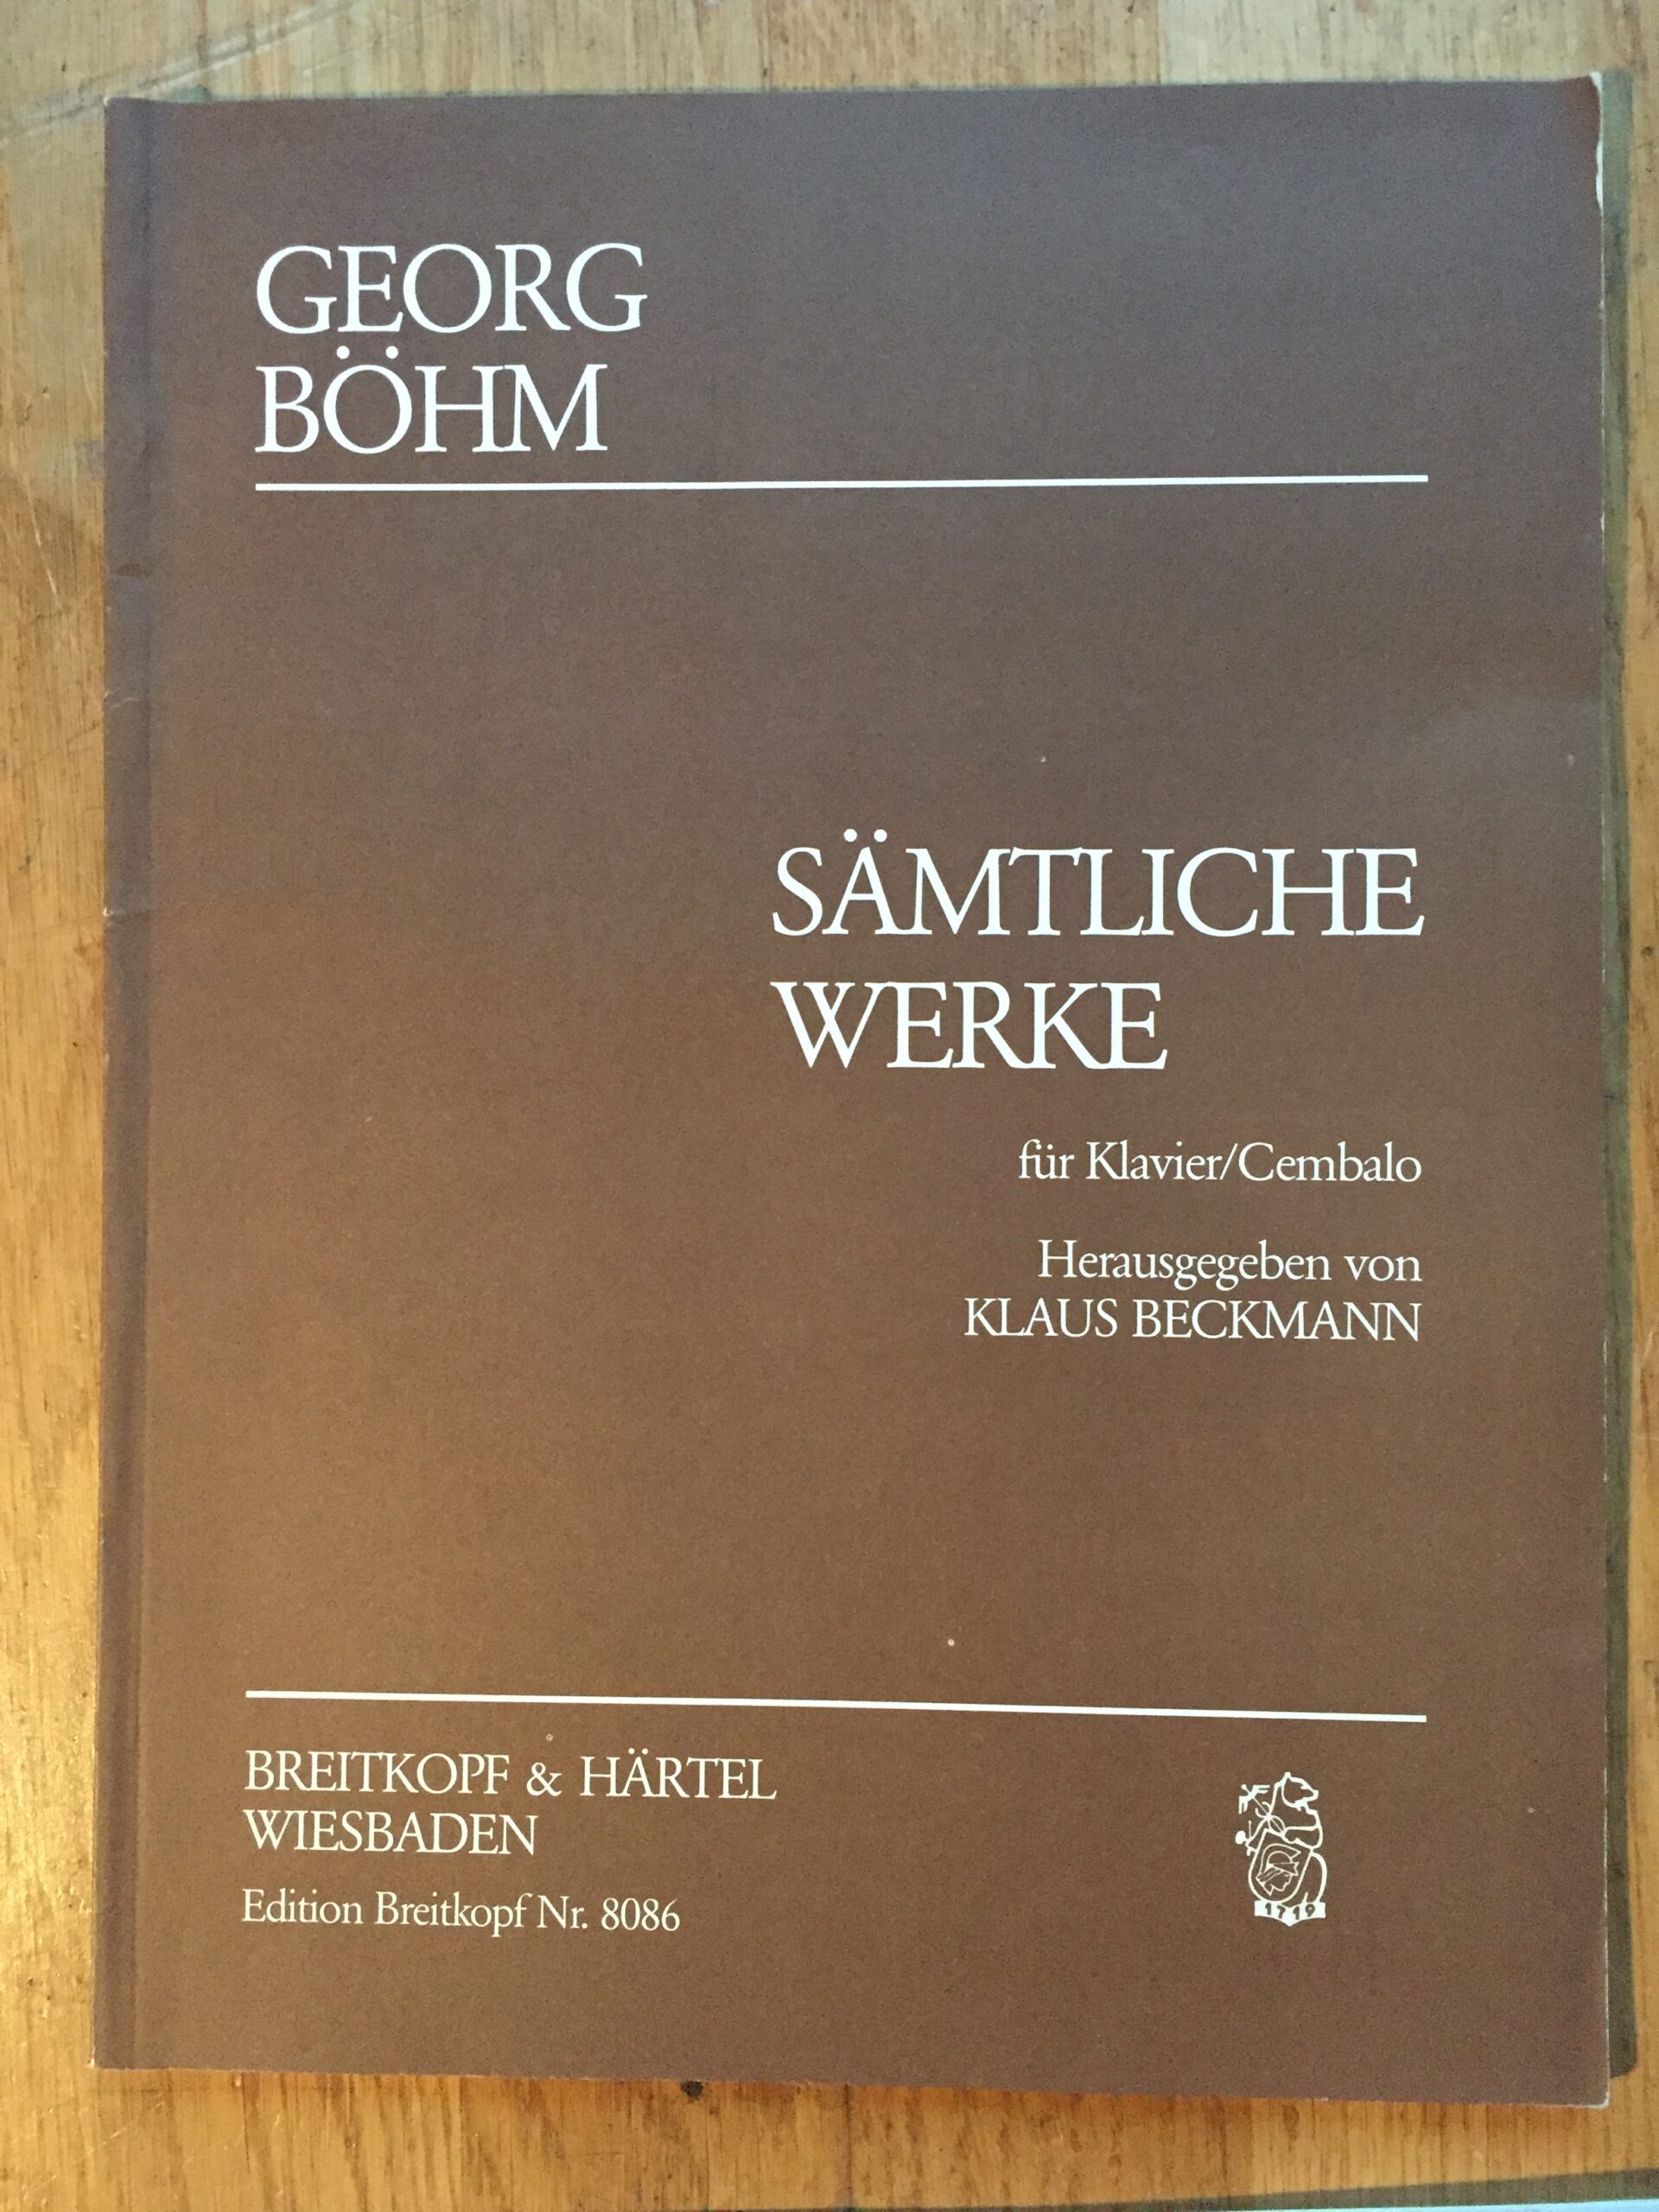 GEORG
BÖHM
SÄMTLICHE
WERKE
für Klavier/Cembalo
Herausgegeben von
KLAUS BECKMANN
BREITKOPF & HÄRTEL
WIESBADEN
Edition Breitkopf Nr. 8086
1719